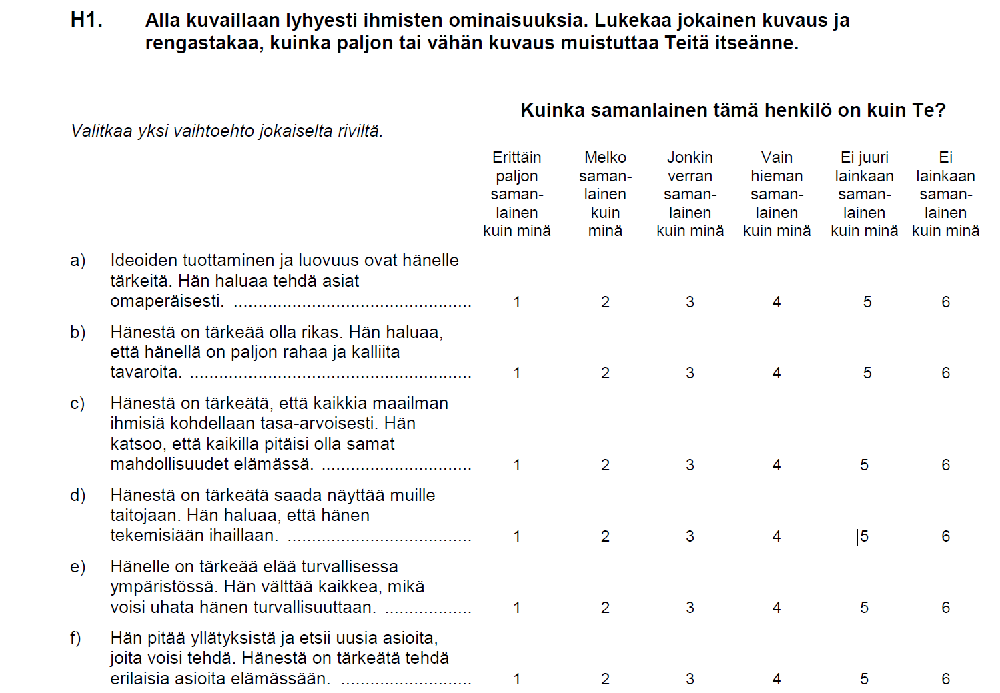 H1. Alla kuvaillaan lyhyesti ihmisten ominaisuuksia. Lukekaa jokainen kuvaus ja
rengastakaa, kuinka paljon tai vähän kuvaus muistuttaa Teitä itseänne.
Kuinka samanlainen tämä henkilö on kuin Te?
Valitkaa yksi vaihtoehto jokaiselta riviltä.
Erittäin Melko Jonkin Vain Ei juuri Ei
paljon saman- verran hieman lainkaan lainkaan
saman- lainen saman- saman- saman- saman-
lainen kuin lainen lainen lainen lainen
kuin minä minä kuin minä kuin minä kuin minä kuin minä
a) Ideoiden tuottaminen ja luovuus ovat hänelle
tärkeitä. Hän haluaa tehdä asiat
omaperäisesti. ................................................. 1 2 3 4 5 6
b) Hänestä on tärkeää olla rikas. Hän haluaa,
että hänellä on paljon rahaa ja kalliita
tavaroita. .......................................................... 1 2 3 4 5 6
c) Hänestä on tärkeätä, että kaikkia maailman
ihmisiä kohdellaan tasa-arvoisesti. Hän
katsoo, että kaikilla pitäisi olla samat
mahdollisuudet elämässä. ............................... 1 2 3 4 5 6
d) Hänestä on tärkeätä saada näyttää muille
taitojaan. Hän haluaa, että hänen
tekemisiään ihaillaan. ...................................... 1 2 3 4 5 6
e) Hänelle on tärkeää elää turvallisessa
ympäristössä. Hän välttää kaikkea, mikä
voisi uhata hänen turvallisuuttaan. .................. 1 2 3 4 5 6
f) Hän pitää yllätyksistä ja etsii uusia asioita,
joita voisi tehdä. Hänestä on tärkeätä tehdä
erilaisia asioita elämässään. ........................... 1 2 3 4 5 6